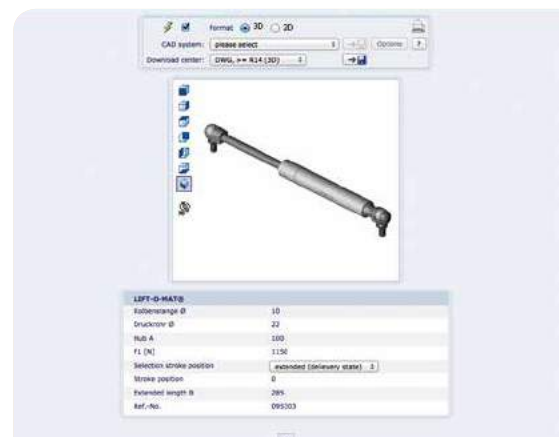 format 3D 2D
CAD system: please select Options ?
Download center: DWG, >= R14 (3D)
LIFT-O-MAT®
Kolbenstange Ø 10
Druckrohr Ø 22
Hub A 100
F1 [N] 1150
Selection stroke position extended (delievery state)
Stroke position 0
Extended length B 285
Ref.-No. 095303